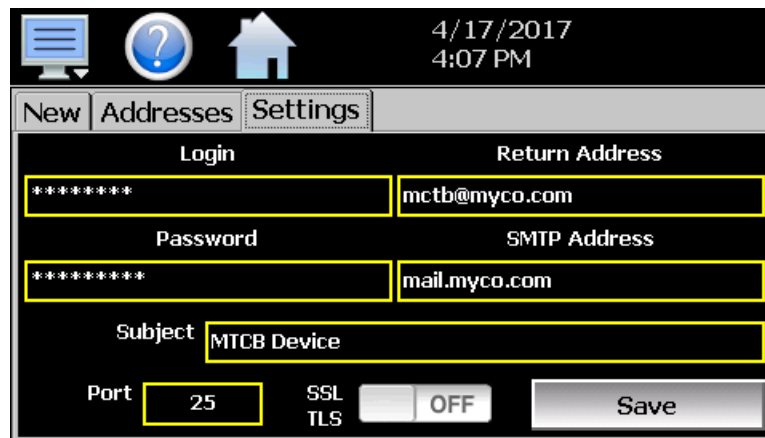 4/17/2017
4:07 PM
New Addresses Settings
Login Return Address
******** mctb@myco.com
Password SMTP Address
********* mail.myco.com
Subject MTCB Device
Port 25 SSL TLS OFF Save